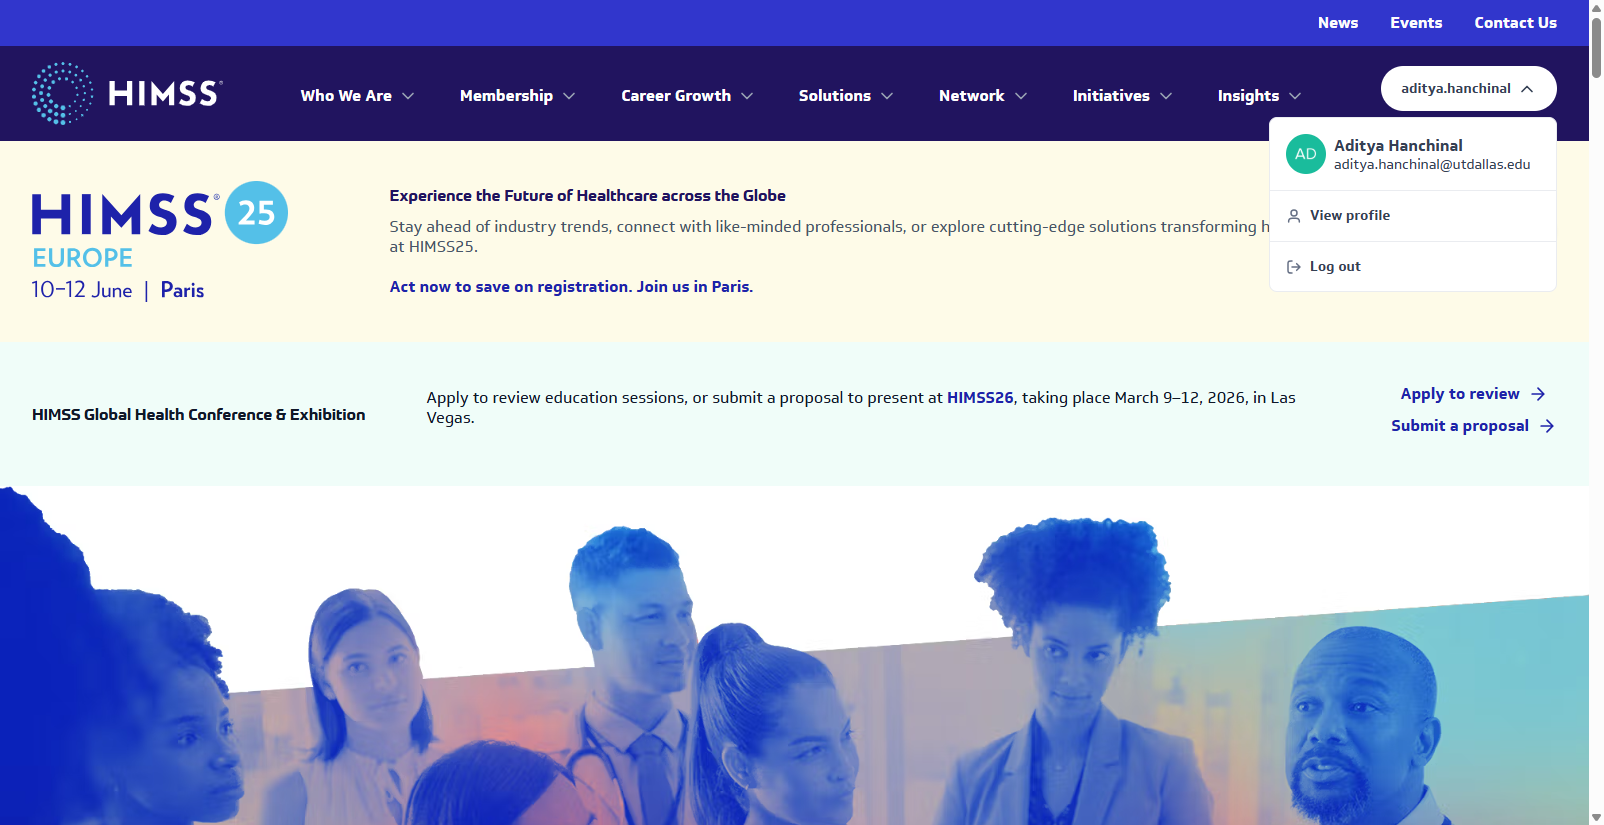 News Events Contact Us
HIMSS®
Who We Are Membership Career Growth Solutions Network Initiatives Insights
aditya.hanchinal
AD
Aditya Hanchinal
aditya.hanchinal@utdallas.edu
View profile
Log out
HIMSS® 25
EUROPE
10–12 June | Paris
Experience the Future of Healthcare across the Globe
Stay ahead of industry trends, connect with like-minded professionals, or explore cutting-edge solutions transforming h
at HIMSS25.
Act now to save on registration. Join us in Paris.
HIMSS Global Health Conference & Exhibition
Apply to review education sessions, or submit a proposal to present at HIMSS26, taking place March 9–12, 2026, in Las
Vegas.
Apply to review
Submit a proposal